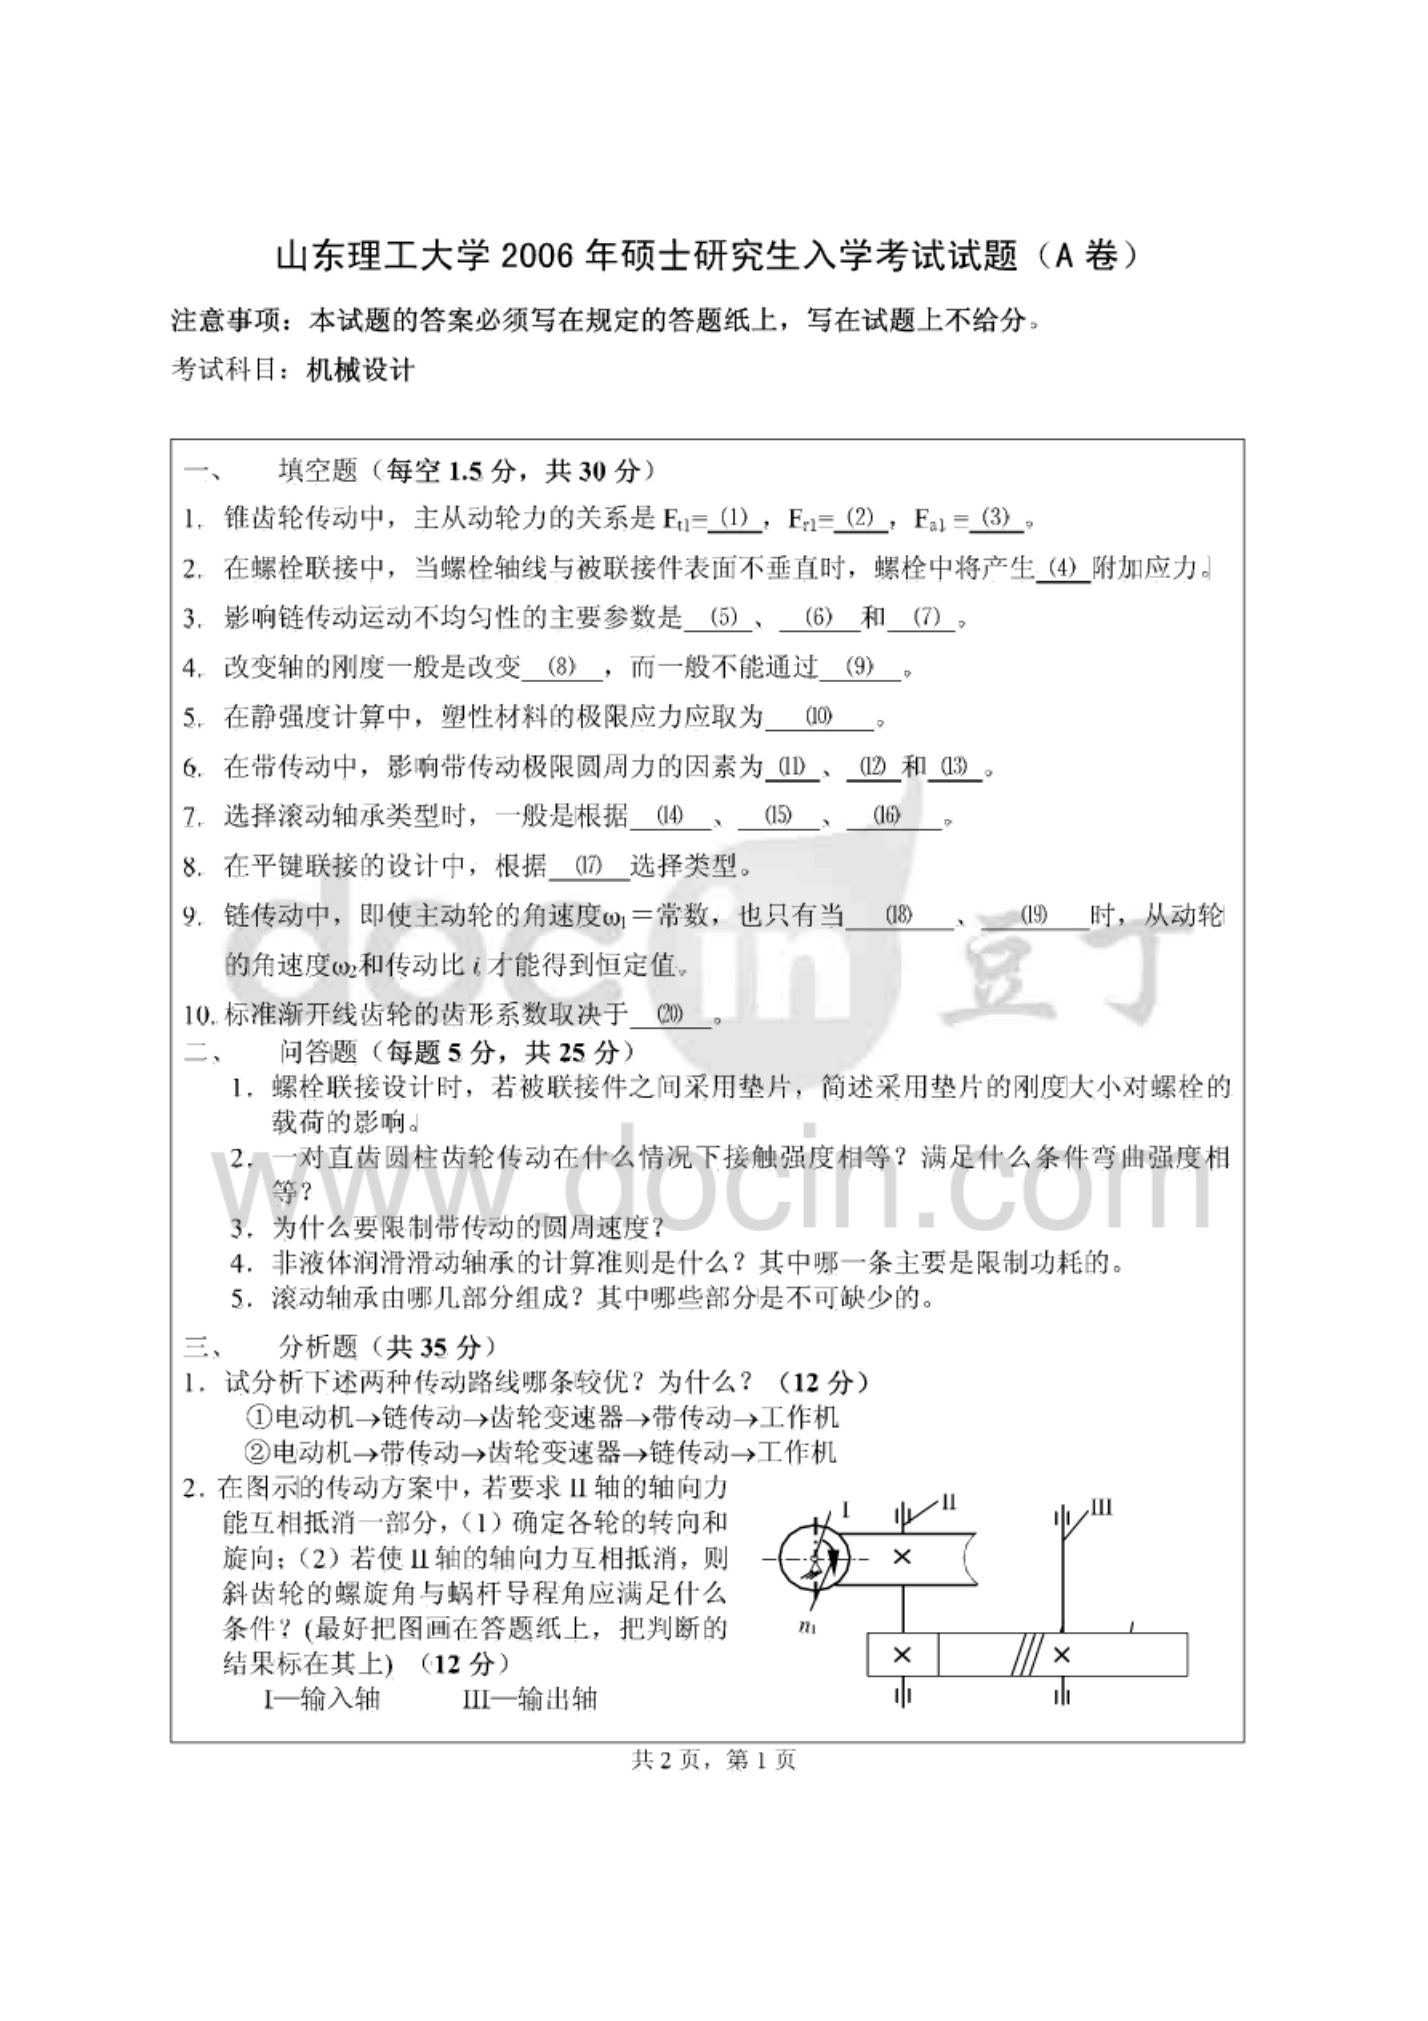 山东理工大学 2006 年硕士研究生入学考试试题（A 卷）
注意事项：本试题的答案必须写在规定的答题纸上，写在试题上不给分。
考试科目：机械设计
一、 填空题（每空 1.5 分，共 30 分）
1. 锥齿轮传动中，主从动轮力的关系是 Ft1= (1) ，Fr1= (2) ，Fa1 = (3) 。
2. 在螺栓联接中，当螺栓轴线与被联接件表面不垂直时，螺栓中将产生 (4) 附加应力。
3. 影响链传动运动不均匀性的主要参数是 (5) 、 (6) 和 (7) 。
4. 改变轴的刚度一般是改变 (8) ，而一般不能通过 (9) 。
5. 在静强度计算中，塑性材料的极限应力应取为 (10) 。
6. 在带传动中，影响带传动极限圆周力的因素为 (11) 、 (12) 和 (13) 。
7. 选择滚动轴承类型时，一般是根据 (14) 、 (15) 、 (16) 。
8. 在平键联接的设计中，根据 (17) 选择类型。
9. 链传动中，即使主动轮的角速度ω1＝常数，也只有当 (18) 、 (19) 时，从动轮
的角速度ω2和传动比 i 才能得到恒定值。
10. 标准渐开线齿轮的齿形系数取决于 (20) 。
二、 问答题（每题 5 分，共 25 分）
1. 螺栓联接设计时，若被联接件之间采用垫片，简述采用垫片的刚度大小对螺栓的
载荷的影响。
2. 一对直齿圆柱齿轮传动在什么情况下接触强度相等？满足什么条件弯曲强度相
等？
3. 为什么要限制带传动的圆周速度？
4. 非液体润滑滑动轴承的计算准则是什么？其中哪一条主要是限制功耗的。
5. 滚动轴承由哪几部分组成？其中哪些部分是不可缺少的。
三、 分析题（共 35 分）
1. 试分析下述两种传动路线哪条较优？为什么？（12 分）
①电动机→链传动→齿轮变速器→带传动→工作机
②电动机→带传动→齿轮变速器→链传动→工作机
2. 在图示的传动方案中，若要求 II 轴的轴向力
能互相抵消一部分，（1）确定各轮的转向和
旋向；（2）若使 II 轴的轴向力互相抵消，则
斜齿轮的螺旋角与蜗杆导程角应满足什么
条件？(最好把图画在答题纸上，把判断的
结果标在其上) （12 分）
I—输入轴 III—输出轴
I
II
III
n1
共 2 页，第 1 页
docin 豆丁
www.docin.com